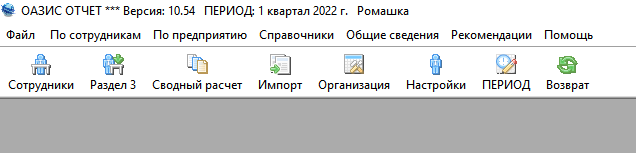 ОАЗИС ОТЧЕТ *** Версия: 10.54 ПЕРИОД: 1 квартал 2022 г. Ромашка
Файл По сотрудникам По предприятию Справочники Общие сведения Рекомендации Помощь
Сотрудники Раздел 3 Сводный расчет Импорт Организация Настройки ПЕРИОД Возврат